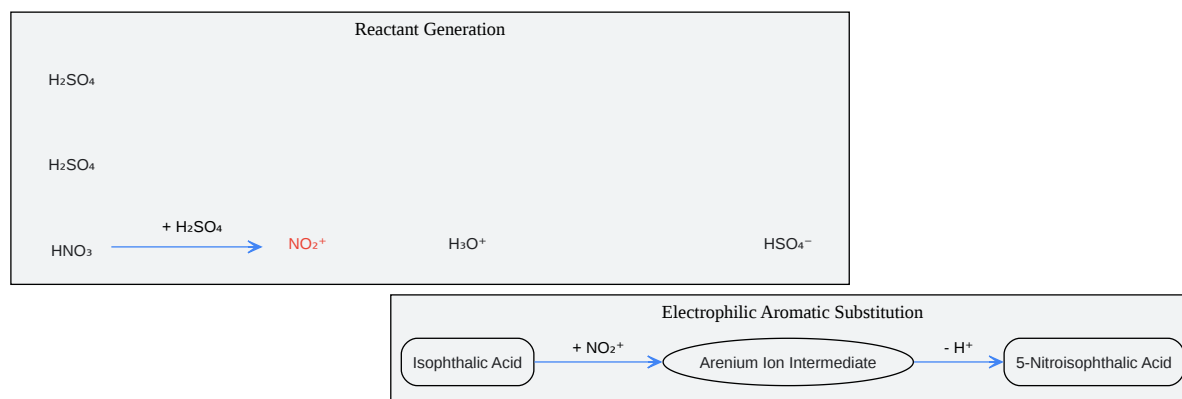 Reactant Generation
H₂SO₄
H₂SO₄
+ H₂SO₄
HNO₃ NO₂⁺ H₃O⁺ HSO₄⁻
Electrophilic Aromatic Substitution
+ NO₂⁺ - H⁺
Isophthalic Acid Arenium Ion Intermediate 5-Nitroisophthalic Acid